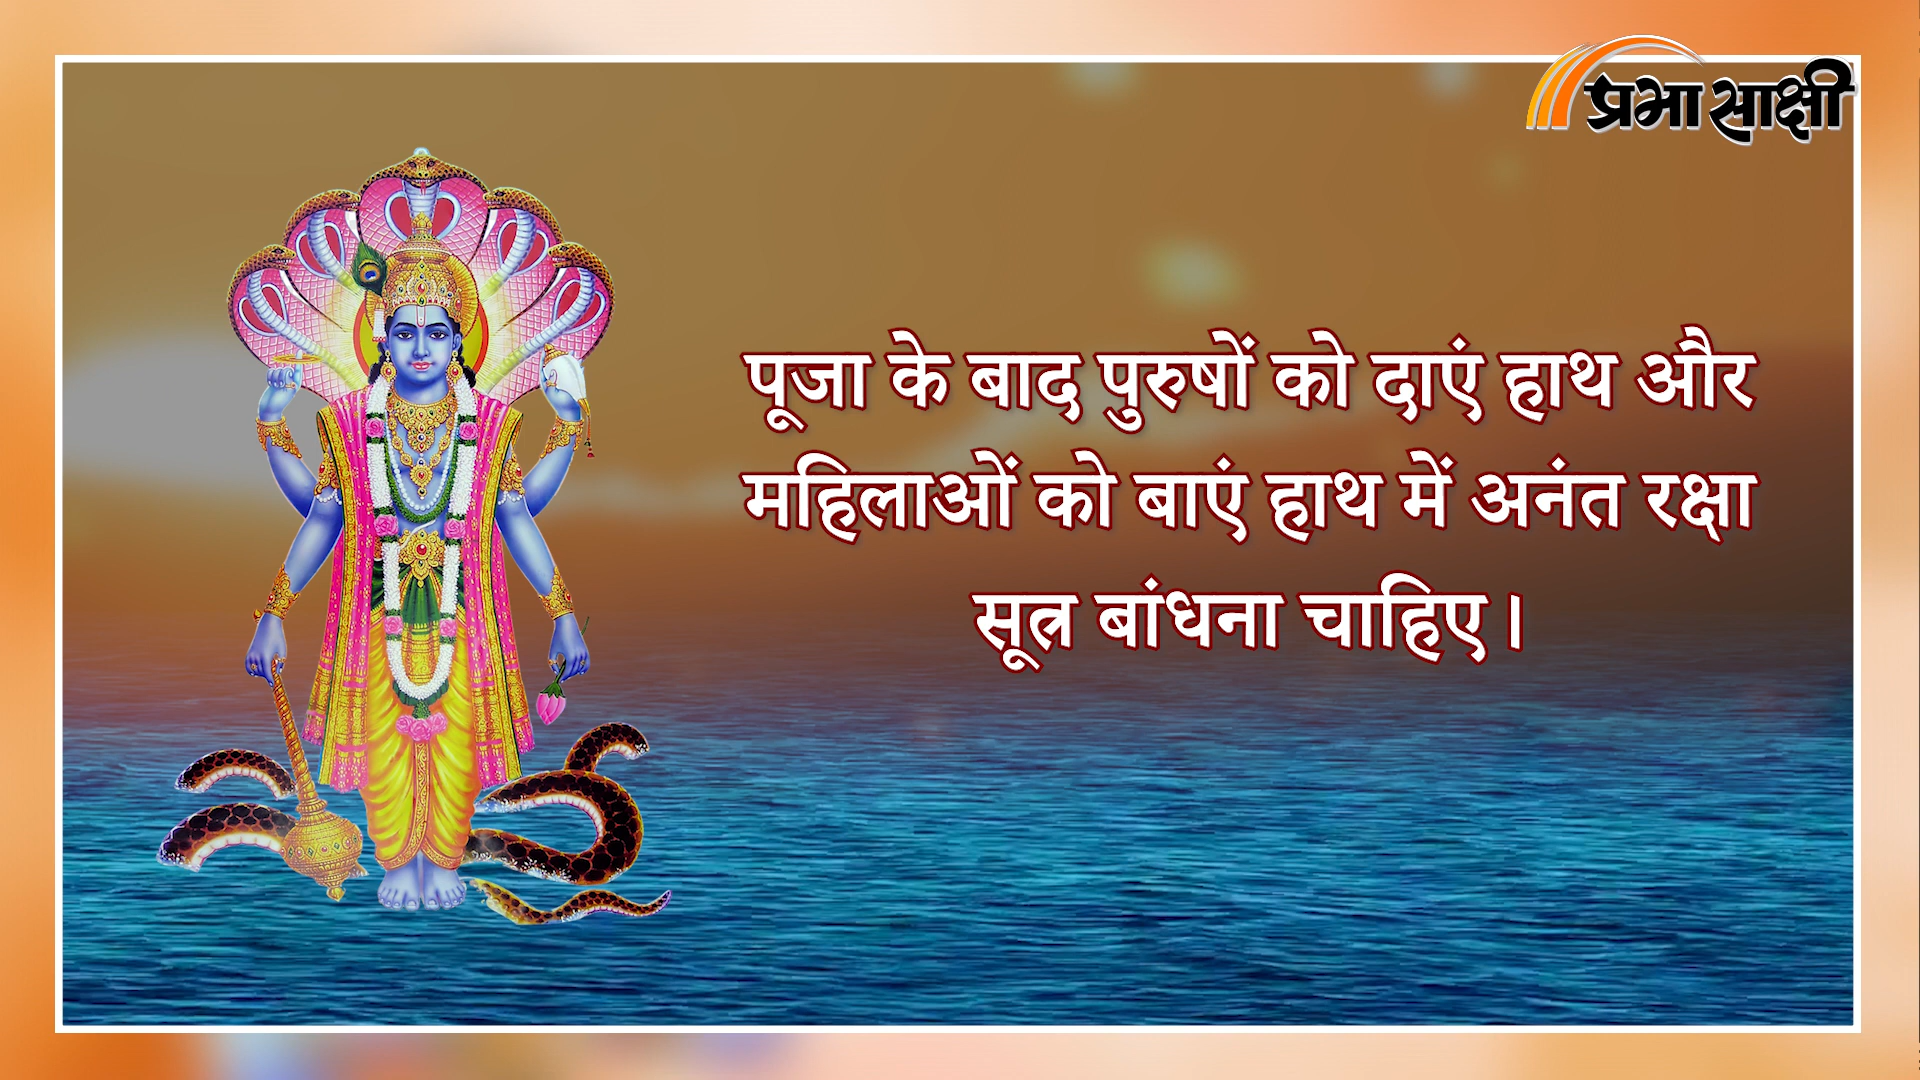 प्रभा साक्षी
पूजा के बाद पुरुषों को दाएं हाथ और
महिलाओं को बाएं हाथ में अनंत रक्षा
सूत्र बांधना चाहिए।